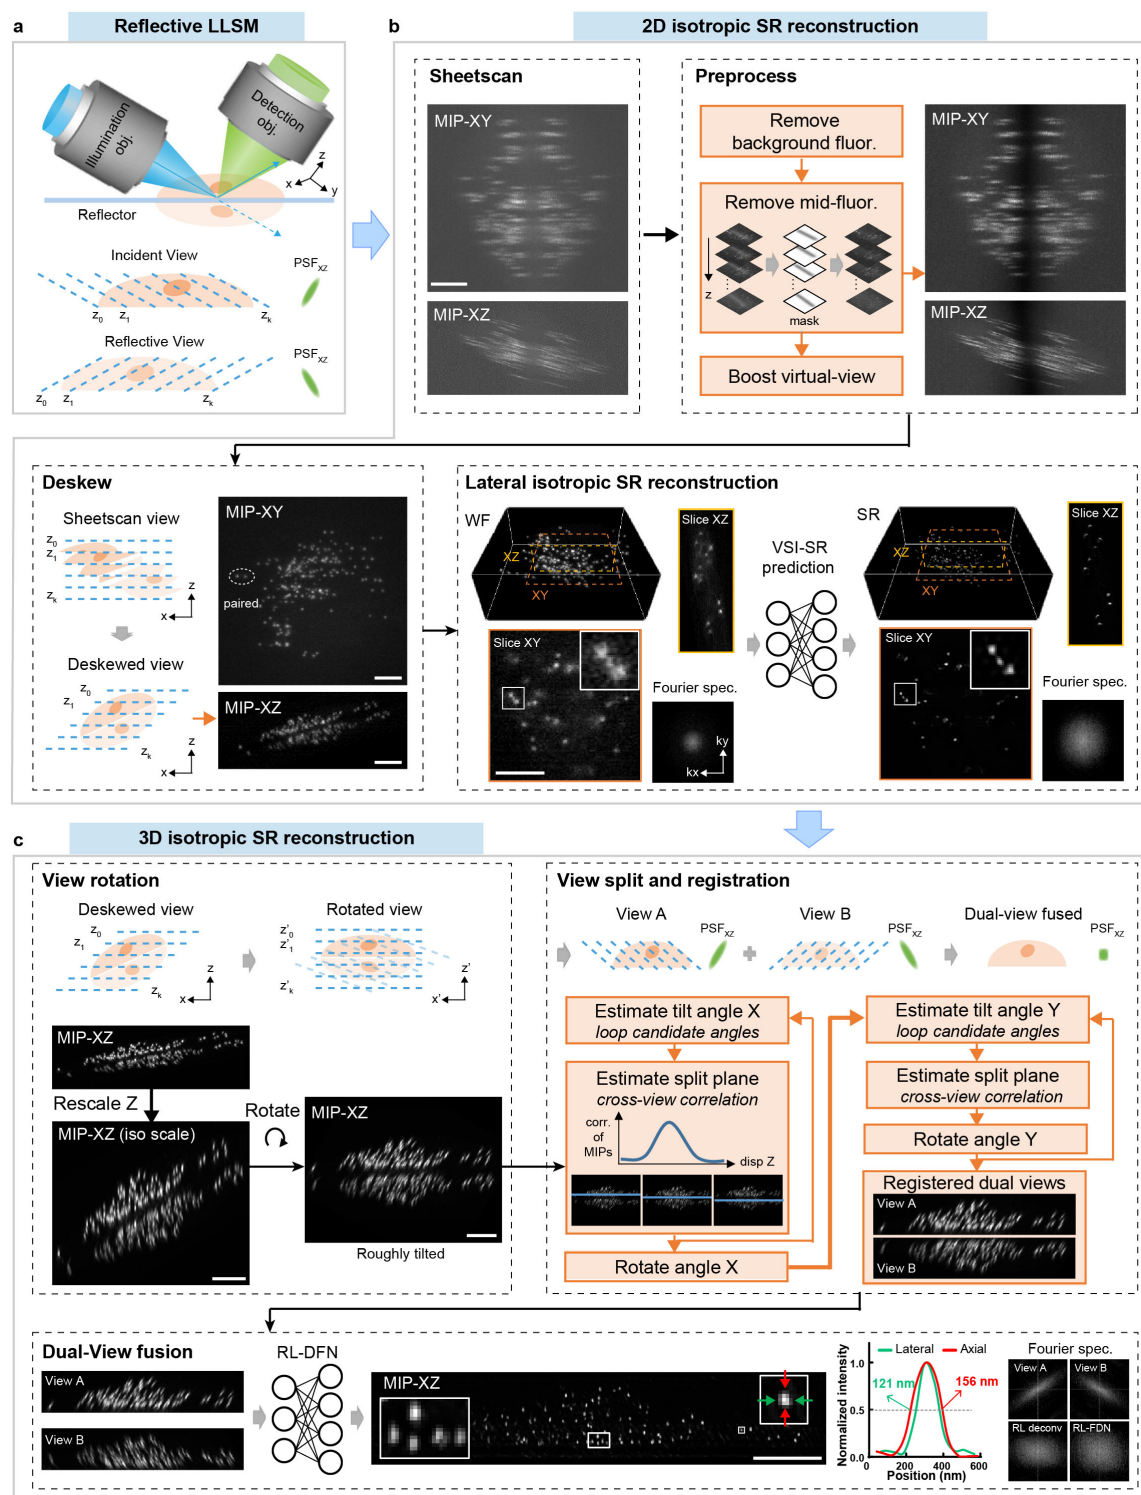 a
Reflective LLSM
Illumination
obj.
Detection
obj.
z
x
y
Reflector
Incident View
PSFXZ
z0
z1
zk
Reflective View
PSFXZ
z0
z1
zk
b
2D isotropic SR reconstruction
Sheetscan
MIP-XY
MIP-XZ
Preprocess
Remove
background fluor.
Remove mid-fluor.
z
mask
Boost virtual-view
MIP-XY
MIP-XZ
Deskew
Sheetscan view
z0
z1
zk
z
x
Deskewed view
z0
z1
zk
z
x
MIP-XY
paired
MIP-XZ
Lateral isotropic SR reconstruction
WF
XZ
XY
Slice XZ
Slice XY
Fourier spec.
ky
kx
VSI-SR
prediction
SR
XZ
XY
Slice XZ
Slice XY
Fourier spec.
c
3D isotropic SR reconstruction
View rotation
Deskewed view
z0
z1
zk
z
x
Rotated view
z'0
z'1
z'k
z'
x'
MIP-XZ
Rescale Z
MIP-XZ (iso scale)
Rotate
MIP-XZ
Roughly tilted
View split and registration
View A
PSFXZ
View B
PSFXZ
Dual-view fused
PSFXZ
Estimate tilt angle X
loop candidate angles
Estimate split plane
cross-view correlation
corr.
of
MIPs
disp Z
Rotate angle X
Estimate tilt angle Y
loop candidate angles
Estimate split plane
cross-view correlation
Rotate angle Y
Registered dual views
View A
View B
Dual-View fusion
View A
View B
RL-DFN
MIP-XZ
Lateral
Axial
Normalized intensity
1.0
0.5
0.0
121 nm
156 nm
0
200
400
600
Position (nm)
Fourier spec.
View A
View B
RL deconv
RL-FDN